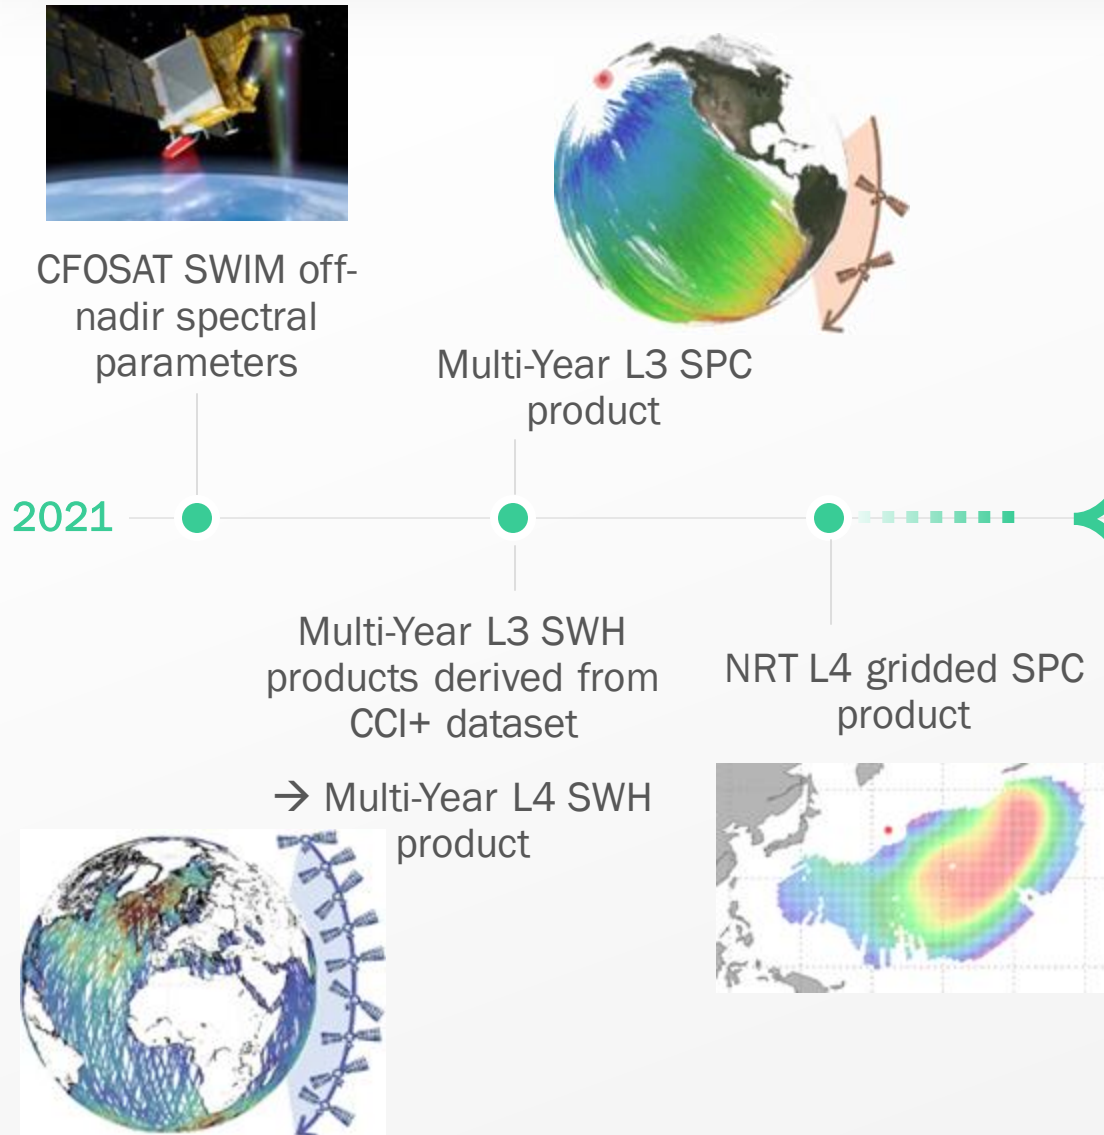 CFOSAT SWIM off-
nadir spectral
parameters
Multi-Year L3 SPC
product
2021
Multi-Year L3 SWH
products derived from
CCI+ dataset
→ Multi-Year L4 SWH
product
NRT L4 gridded SPC
product